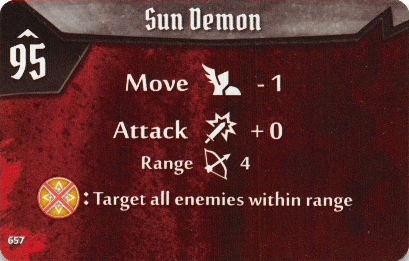 Sun Demon
95
Move - 1
Attack + 0
Range 4
: Target all enemies within range
657